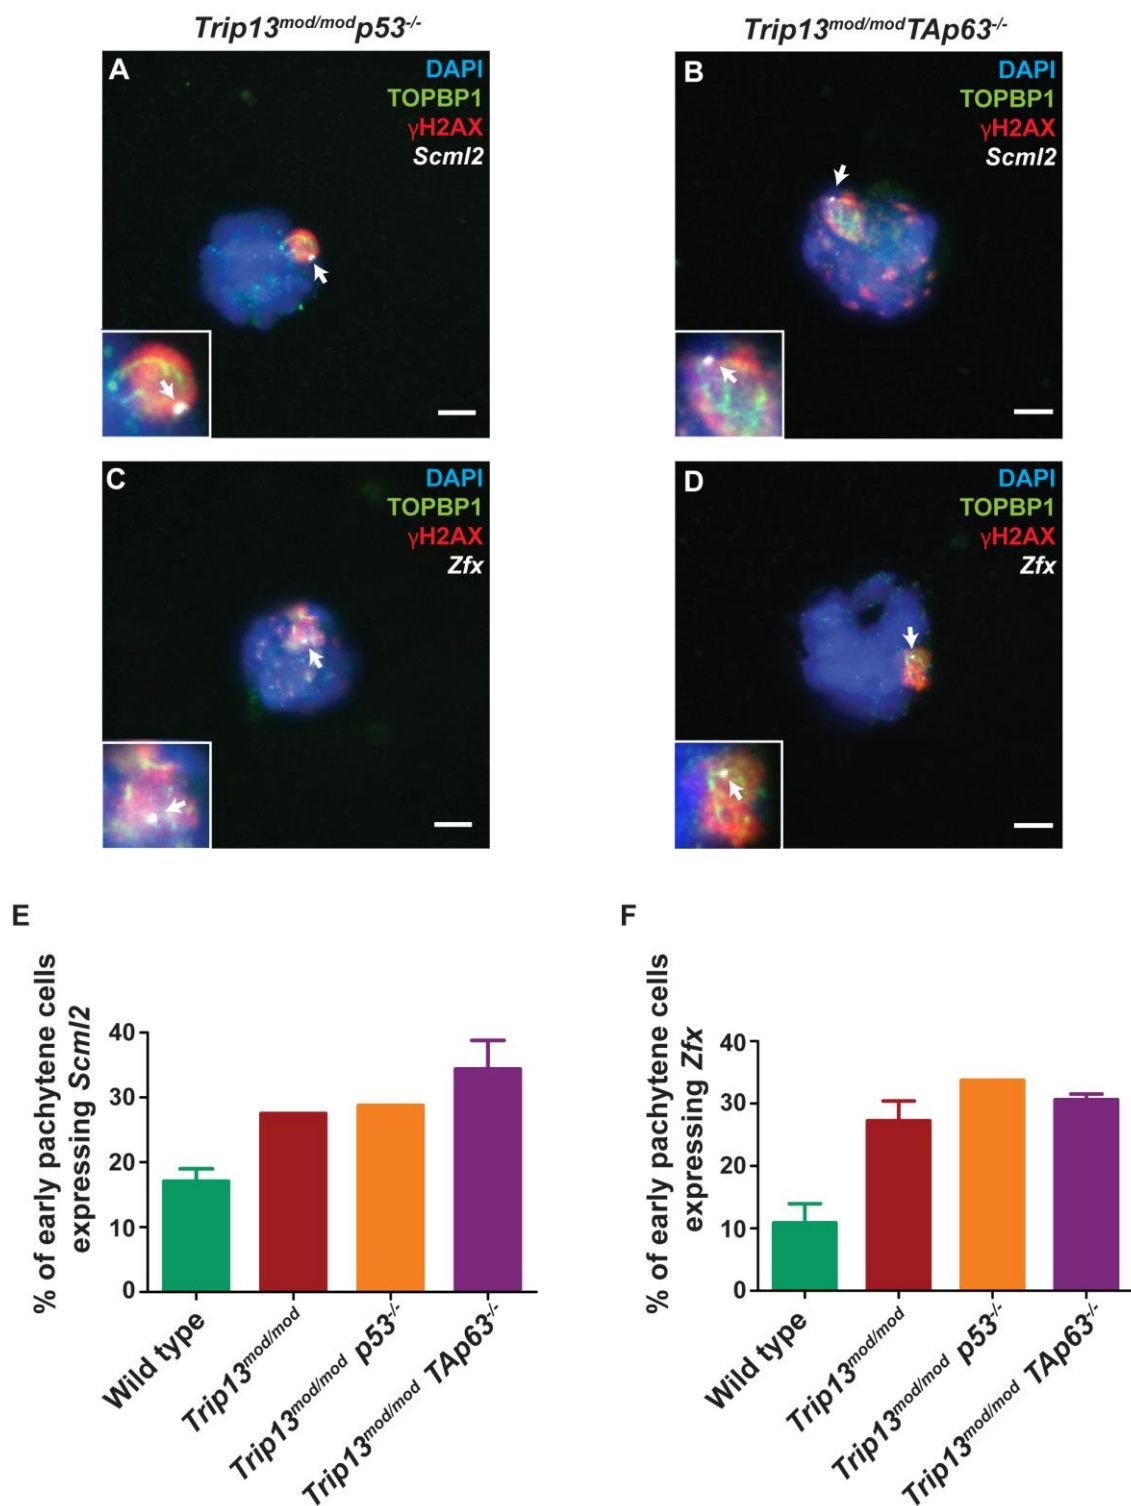 Trip13mod/modp53-/-
Trip13mod/modTAp63-/-
A
DAPI
TOPBP1
γH2AX
Scml2
B
DAPI
TOPBP1
γH2AX
Scml2
C
DAPI
TOPBP1
γH2AX
Zfx
D
DAPI
TOPBP1
γH2AX
Zfx
E
% of early pachytene cells
expressing Scml2
40
30
20
10
0
Wild type
Trip13mod/mod
Trip13mod/mod p53-/-
Trip13mod/mod TAp63-/-
F
% of early pachytene cells
expressing Zfx
40
30
20
10
0
Wild type
Trip13mod/mod
Trip13mod/mod p53-/-
Trip13mod/mod TAp63-/-